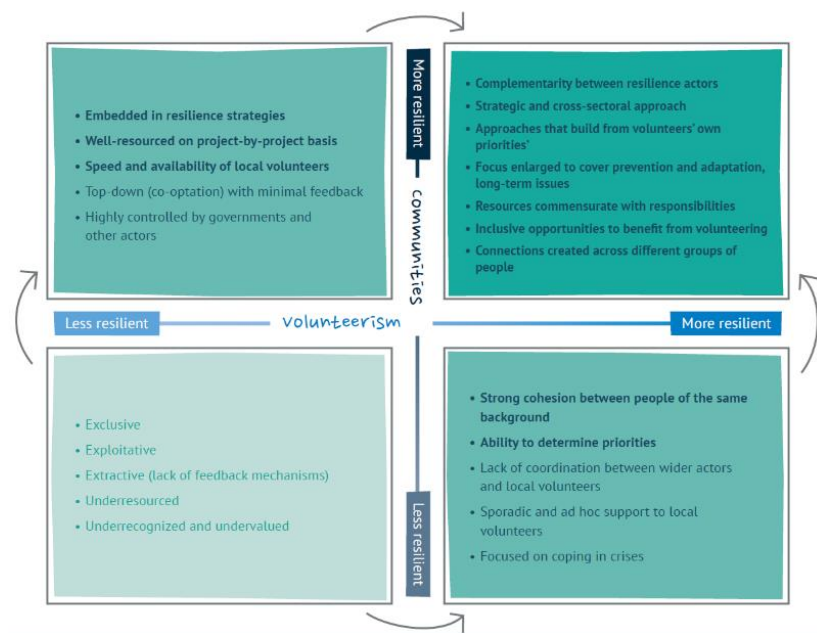 • Embedded in resilience strategies
• Well-resourced on project-by-project basis
• Speed and availability of local volunteers
• Top-down (co-optation) with minimal feedback
• Highly controlled by governments and
other actors
More resilient
communities
• Complementarity between resilience actors
• Strategic and cross-sectoral approach
• Approaches that build from volunteers' own
priorities'
• Focus enlarged to cover prevention and adaptation,
long-term issues
• Resources commensurate with responsibilities
• Inclusive opportunities to benefit from volunteering
• Connections created across different groups of
people
Less resilient
volunteerism
More resilient
• Exclusive
• Exploitative
• Extractive (lack of feedback mechanisms)
• Underresourced
• Underrecognized and undervalued
Less resilient
• Strong cohesion between people of the same
background
• Ability to determine priorities
• Lack of coordination between wider actors
and local volunteers
• Sporadic and ad hoc support to local
volunteers
• Focused on coping in crises